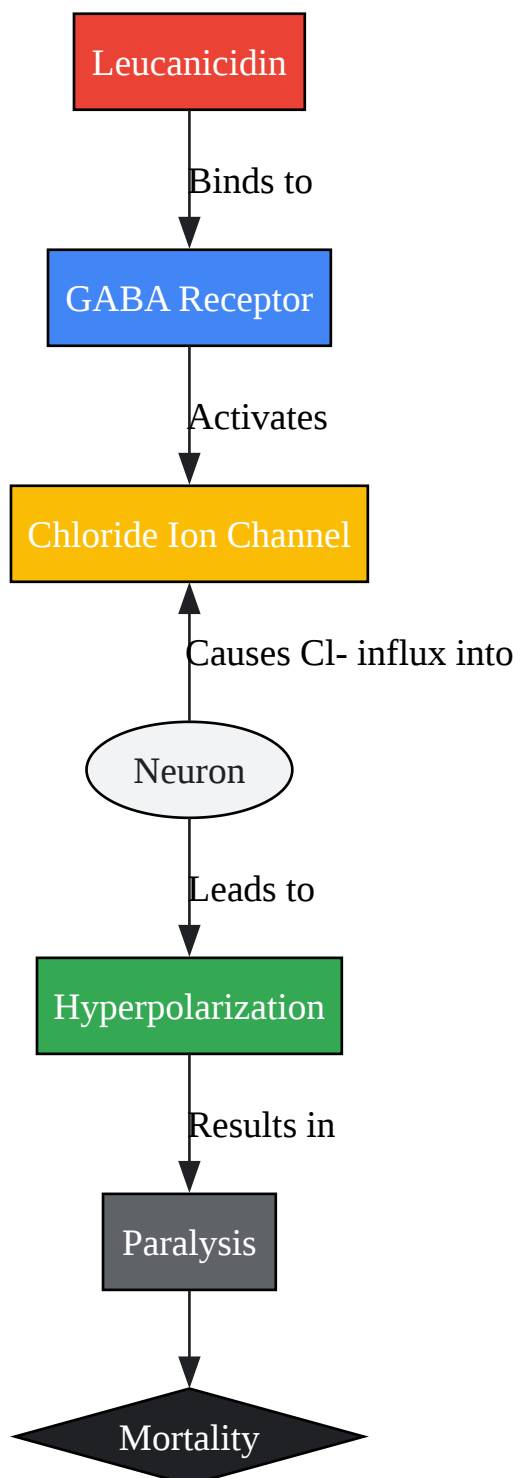 Leucanicidin
Binds to
GABA Receptor
Activates
Chloride Ion Channel
Causes Cl- influx into
Neuron
Leads to
Hyperpolarization
Results in
Paralysis
Mortality